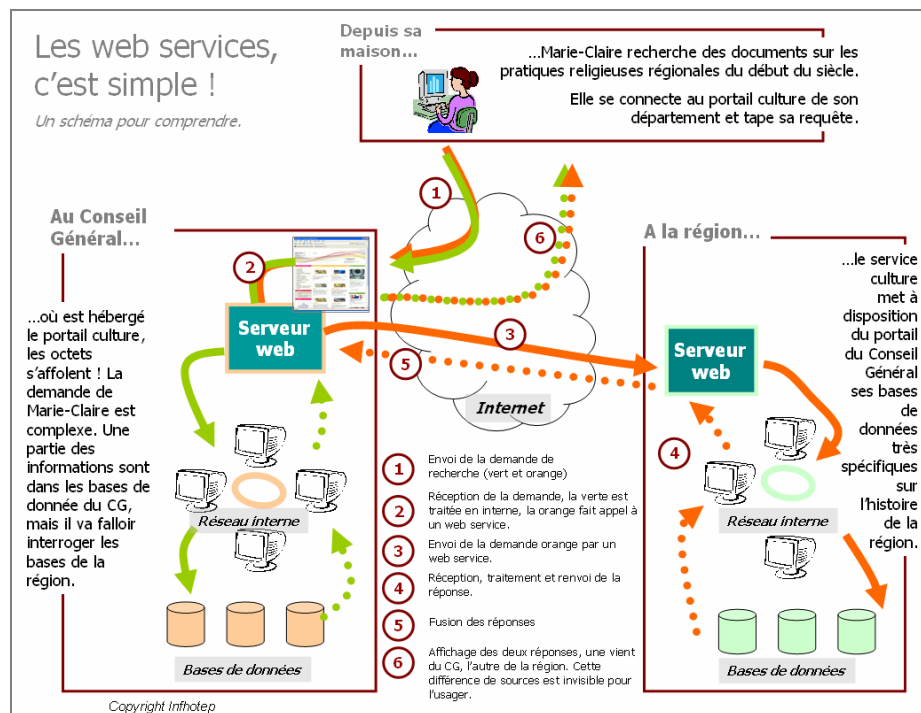 Les web services,
c'est simple !
Un schéma pour comprendre.
Depuis sa
maison...
...Marie-Claire recherche des documents sur les
pratiques religieuses régionales du début du siècle.
Elle se connecte au portail culture de son
département et tape sa requête.
1
6
Au Conseil
Général...
2
...où est hébergé
le portail culture,
les octets
s'affolent ! La
demande de
Marie-Claire est
complexe. Une
partie des
informations sont
dans les bases de
donnée du CG,
mais il va falloir
interroger les
bases de la
région.
Serveur
web
3
5
Internet
Réseau interne
Bases de données
A la région...
...le service
culture
met à
disposition
du portail
du Conseil
Général
ses bases
de
données
très
spécifiques
sur
l'histoire
de la
région.
Serveur
web
4
Réseau interne
Bases de données
1
Envoi de la demande de
recherche (vert et orange)
2
Réception de la demande, la verte est
traitée en interne, la orange fait appel à
un web service.
3
Envoi de la demande orange par un
web service.
4
Réception, traitement et renvoi de la
réponse.
5
Fusion des réponses
6
Affichage des deux réponses, une vient
du CG, l'autre de la région. Cette
différence de sources est invisible pour
l'usager.
Copyright Infhotep